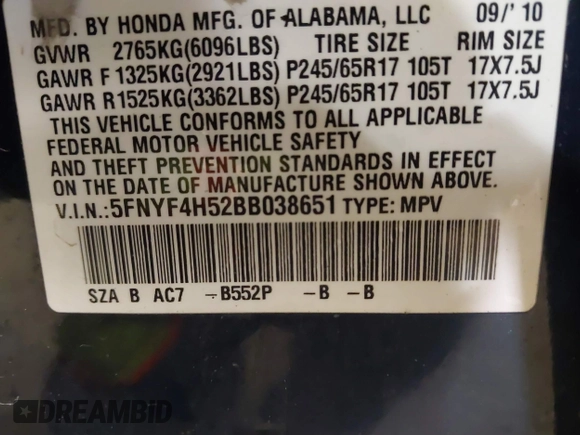 MFD. BY HONDA MFG. OF ALABAMA, LLC 09/'10
GVWR 2765KG(6096LBS) TIRE SIZE RIM SIZE
GAWR F 1325KG(2921LBS) P245/65R17 105T 17X7.5J
GAWR R1525KG(3362LBS) P245/65R17 105T 17X7.5J
THIS VEHICLE CONFORMS TO ALL APPLICABLE
FEDERAL MOTOR VEHICLE SAFETY
AND THEFT PREVENTION STANDARDS IN EFFECT
ON THE DATE OF MANUFACTURE SHOWN ABOVE.
V.I.N.:5FNYF4H52BB038651 TYPE: MPV
SZA B AC7 -B552P -B -B
DREAMBID